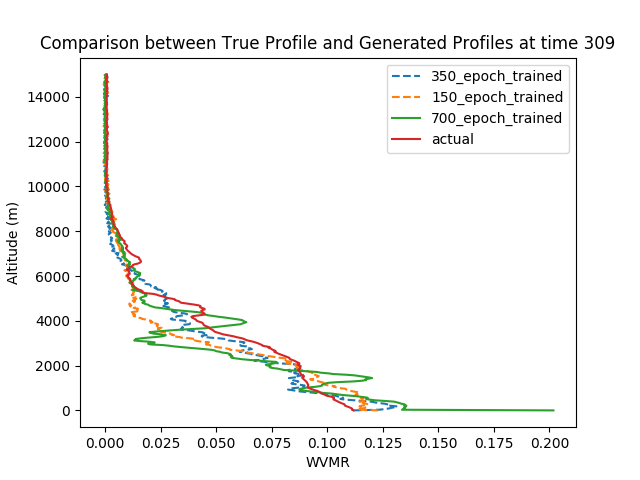 Comparison between True Profile and Generated Profiles at time 309
350_epoch_trained
150_epoch_trained
700_epoch_trained
actual
14000
12000
10000
8000
6000
4000
2000
0
Altitude (m)
0.000 0.025 0.050 0.075 0.100 0.125 0.150 0.175 0.200
WVMR